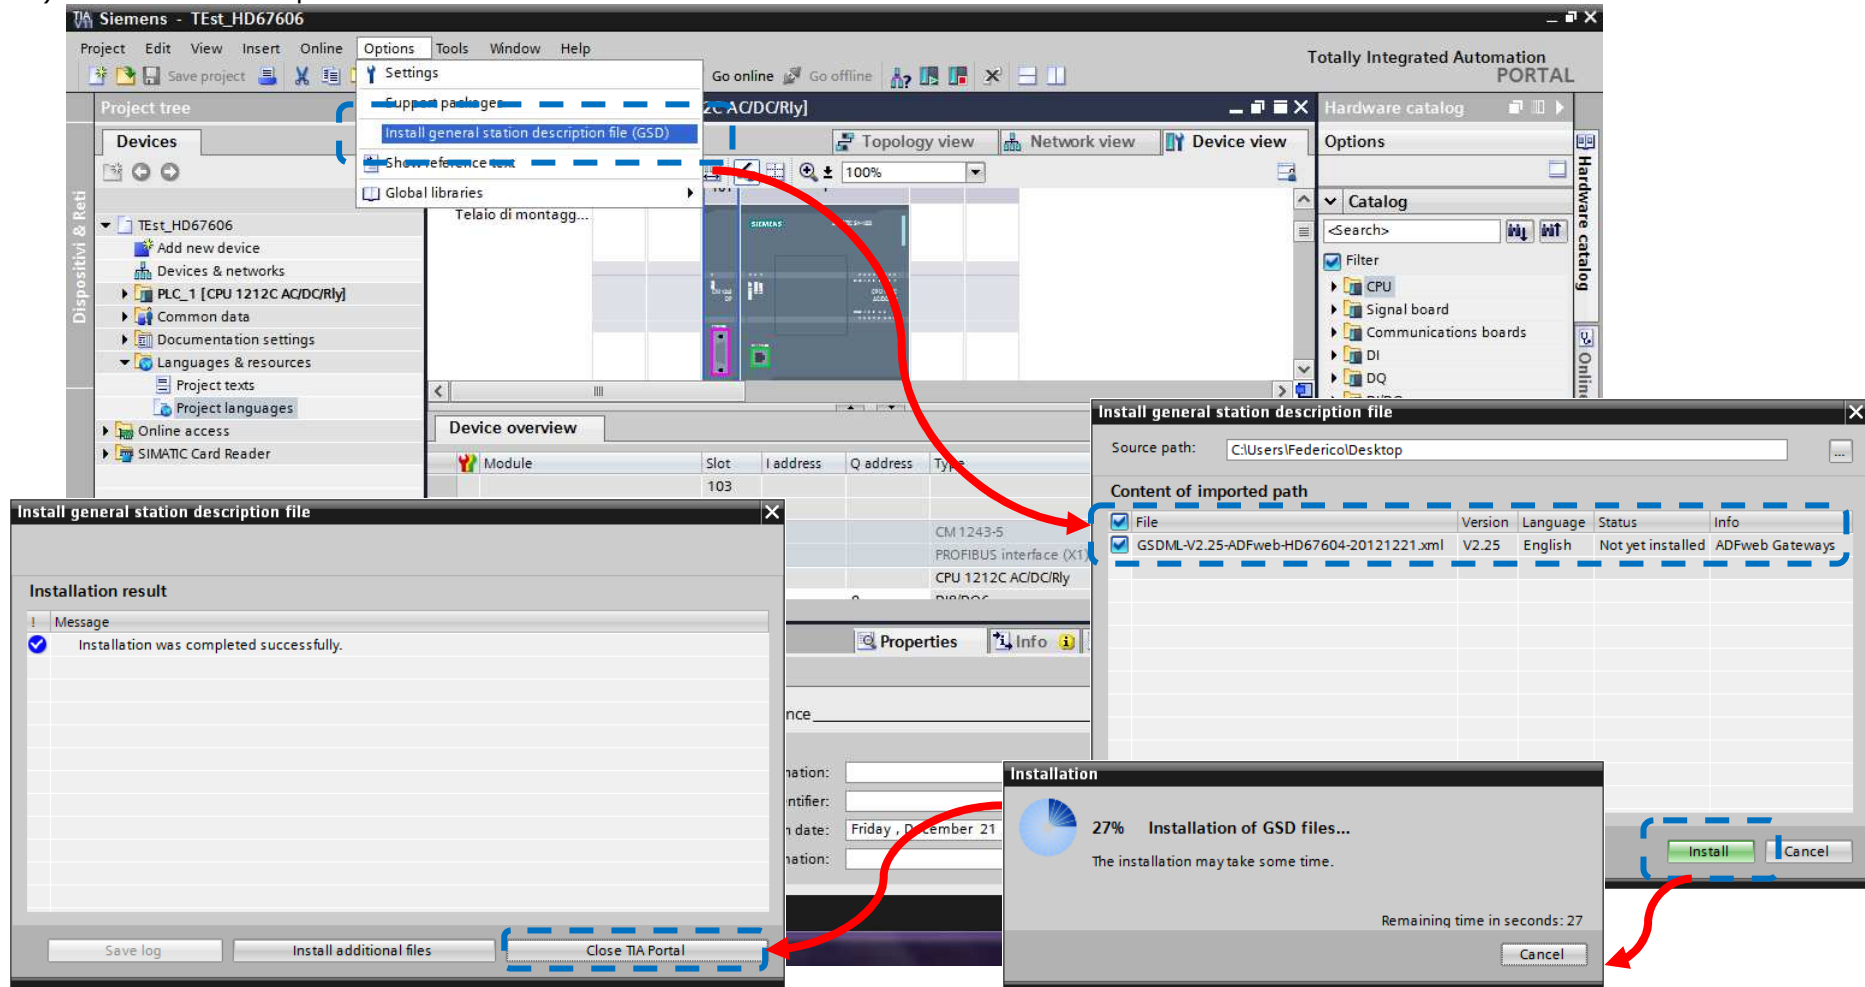 Siemens - TEst_HD67606
Project Edit View Insert Online Options Tools Window Help
Totally Integrated Automation
PORTAL
Save project
Go online Go offline
Settings
Support packages
Install general station description file (GSD)
Show reference text
Global libraries
Project tree
2C AC/DC/Rly]
Hardware catalog
Devices
Topology view Network view Device view
Options
100%
Dispositivi & Reti
Telaio di montagg...
Catalog
<Search>
Filter
TEst_HD67606
Add new device
Devices & networks
PLC_1 [CPU 1212C AC/DC/Rly]
Common data
Documentation settings
Languages & resources
Project texts
Project languages
Online access
SIMATIC Card Reader
SIEMENS
CPU
Signal board
Communications boards
DI
DQ
Hardware catalog
Device overview
Module Slot I address Q address Type
103
CM 1243-5
PROFIBUS interface (X1)
CPU 1212C AC/DC/Rly
Properties Info
Friday , December 21
Install general station description file
Source path: C:\Users\Federico\Desktop
...
Content of imported path
File Version Language Status Info
GSDML-V2.25-ADFweb-HD67604-20121221.xml V2.25 English Not yet installed ADFweb Gateways
Install Cancel
Installation
27% Installation of GSD files...
The installation may take some time.
Remaining time in seconds: 27
Cancel
Install general station description file
Installation result
! Message
Installation was completed successfully.
Save log Install additional files Close TIA Portal